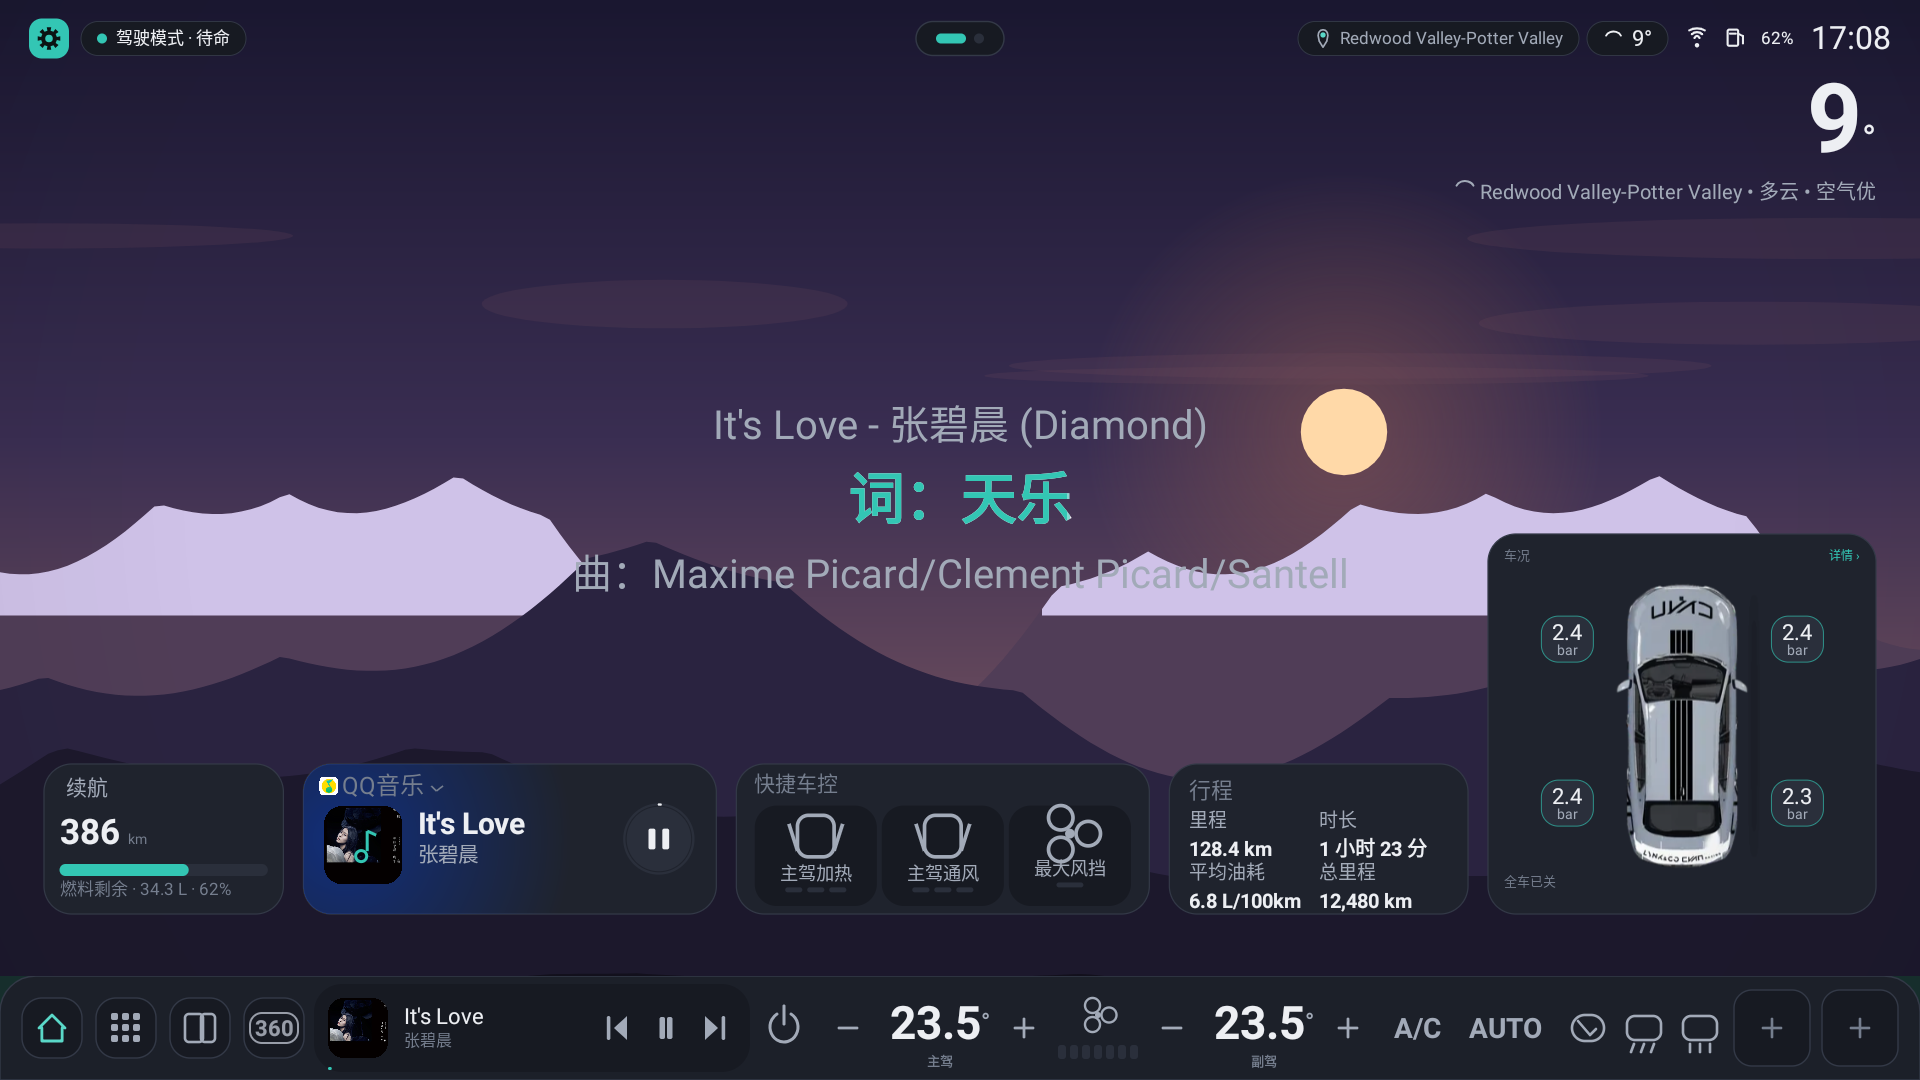 驾驶模式 · 待命
Redwood Valley-Potter Valley
9°
62%
17:08
9°
Redwood Valley-Potter Valley • 多云 • 空气优
It's Love - 张碧晨 (Diamond)
词：天乐
曲：Maxime Picard/Clement Picard/Santell
车况
详情 ›
2.4
bar
2.4
bar
2.4
bar
2.3
bar
全车已关
续航
386 km
燃料剩余 · 34.3 L · 62%
QQ音乐
It's Love
张碧晨
快捷车控
主驾加热
主驾通风
最大风挡
行程
里程
128.4 km
时长
1 小时 23 分
平均油耗
6.8 L/100km
总里程
12,480 km
360
It's Love
张碧晨
23.5°
主驾
23.5°
副驾
A/C
AUTO